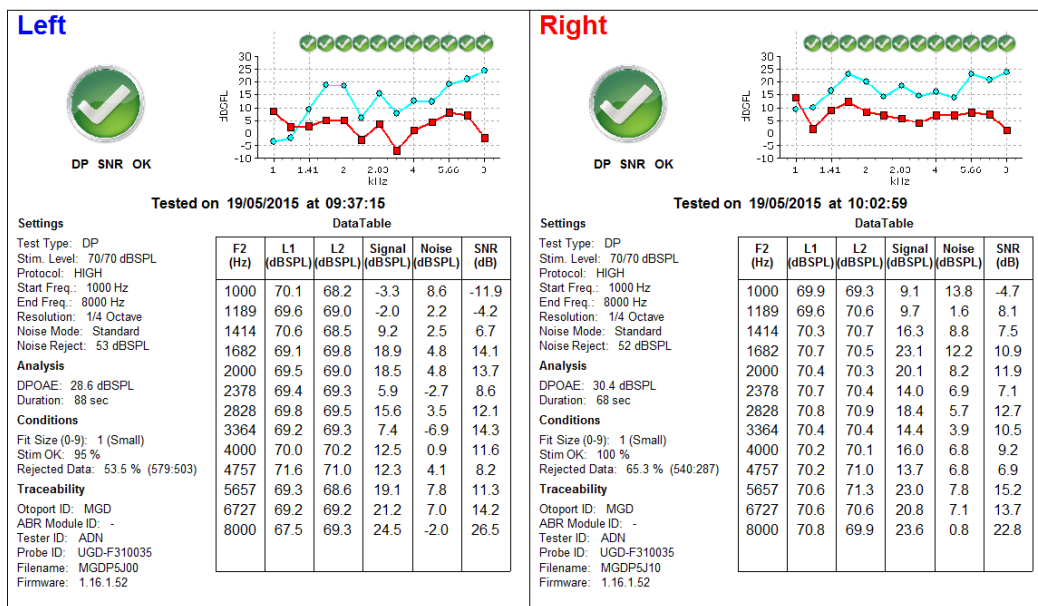 Left
DP SNR OK
30
25
20
15
10
5
0
-5
-10
1 1.41 2 4
Tested on 19/05/2015 at 09:37:15
Settings
Test Type: DP
Stim. Level: 70/70 dBSPL
Protocol: HIGH
Start Freq.: 1000 Hz
End Freq.: 8000 Hz
Resolution: 1/4 Octave
Noise Mode: Standard
Noise Reject: 53 dBSPL
Analysis
DPOAE: 28.6 dBSPL
Duration: 88 sec
Conditions
Fit Size (0-9): 1 (Small)
Stim OK: 95 %
Rejected Data: 53.5 % (579:503)
Traceability
Otoport ID: MGD
ABR Module ID: -
Tester ID: ADN
Probe ID: UGD-F310035
Filename: MGDP5J00
Firmware: 1.16.1.52
DataTable
F2 L1 L2 Signal Noise SNR
(Hz) (dBSPL) (dBSPL) (dBSPL) (dBSPL) (dB)
1000 70.1 68.2 -3.3 8.6 -11.9
1189 69.6 69.0 -2.0 2.2 -4.2
1414 70.6 68.5 9.2 2.5 6.7
1682 69.1 69.8 18.9 4.8 14.1
2000 69.5 69.0 18.5 4.8 13.7
2378 69.4 69.3 5.9 -2.7 8.6
2828 69.8 69.5 15.6 3.5 12.1
3364 69.2 69.3 7.4 -6.9 14.3
4000 70.0 70.2 12.5 0.9 11.6
4757 71.6 71.0 12.3 4.1 8.2
5657 69.3 68.6 19.1 7.8 11.3
6727 69.2 69.2 21.2 7.0 14.2
8000 67.5 69.3 24.5 -2.0 26.5
Right
DP SNR OK
30
25
20
15
10
5
0
-5
-10
1 1.41 2 4
Tested on 19/05/2015 at 10:02:59
Settings
Test Type: DP
Stim. Level: 70/70 dBSPL
Protocol: HIGH
Start Freq.: 1000 Hz
End Freq.: 8000 Hz
Resolution: 1/4 Octave
Noise Mode: Standard
Noise Reject: 52 dBSPL
Analysis
DPOAE: 30.4 dBSPL
Duration: 68 sec
Conditions
Fit Size (0-9): 1 (Small)
Stim OK: 100 %
Rejected Data: 65.3 % (540:287)
Traceability
Otoport ID: MGD
ABR Module ID: -
Tester ID: ADN
Probe ID: UGD-F310035
Filename: MGDP5J10
Firmware: 1.16.1.52
DataTable
F2 L1 L2 Signal Noise SNR
(Hz) (dBSPL) (dBSPL) (dBSPL) (dBSPL) (dB)
1000 69.9 69.3 9.1 13.8 -4.7
1189 69.6 70.6 9.7 1.6 8.1
1414 70.3 70.7 16.3 8.8 7.5
1682 70.7 70.5 23.1 12.2 10.9
2000 70.4 70.3 20.1 8.2 11.9
2378 70.7 70.4 14.0 6.9 7.1
2828 70.8 70.9 18.4 5.7 12.7
3364 70.4 70.4 14.4 3.9 10.5
4000 70.2 70.1 16.0 6.8 9.2
4757 70.2 71.0 13.7 6.8 6.9
5657 70.6 71.3 23.0 7.8 15.2
6727 70.6 70.6 20.8 7.1 13.7
8000 70.8 69.9 23.6 0.8 22.8